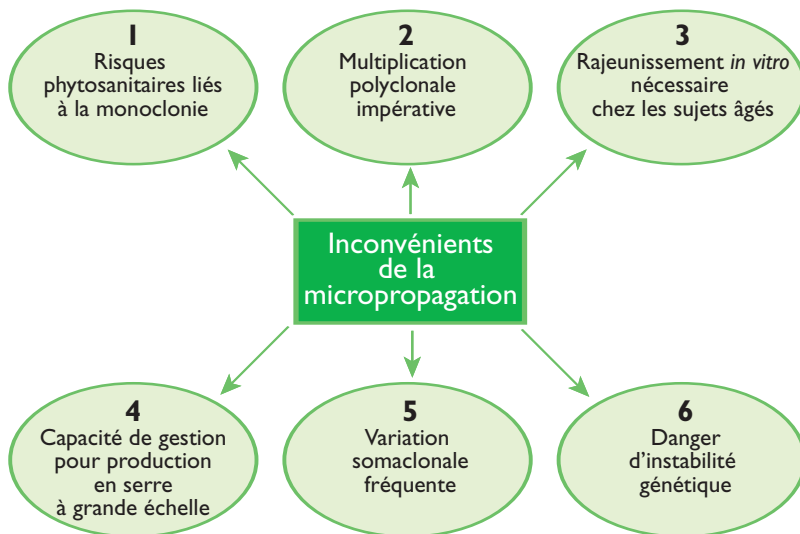 1
Risques
phytosanitaires liés
à la monoclonie
2
Multiplication
polyclonale
impérative
3
Rajeunissement in vitro
nécessaire
chez les sujets âgés
Inconvénients
de la
micropropagation
4
Capacité de gestion
pour production
en serre
à grande échelle
5
Variation
somaclonale
fréquente
6
Danger
d’instabilité
génétique